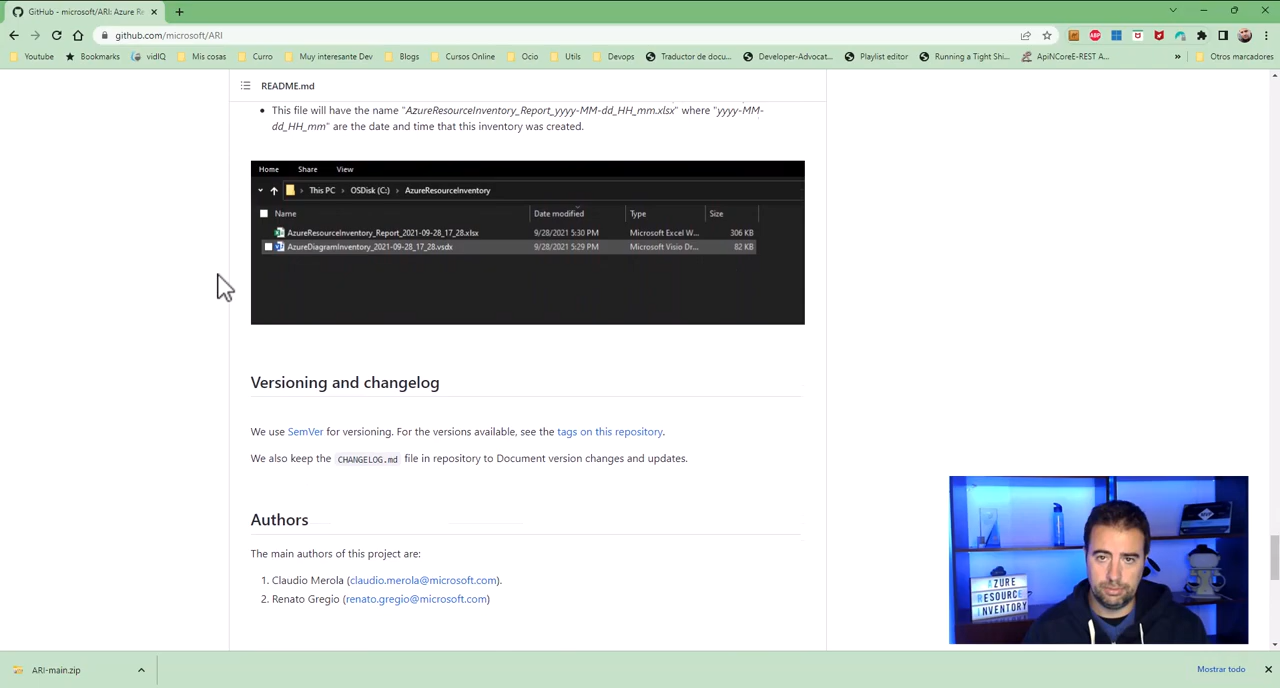 GitHub - microsoft/ARI: Azure Re
github.com/microsoft/ARI
Youtube Bookmarks vidIQ Mis cosas Curro Muy interesante Dev Blogs Cursos Online Ocio Utils Devops Traductor de docu... Developer-Advocat... Playlist editor Running a Tight Shi... ApiNCoreE-REST A... » Otros marcadores
README.md
• This file will have the name "AzureResourceInventory_Report_yyyy-MM-dd_HH_mm.xlsx" where "yyyy-MM-
dd_HH_mm" are the date and time that this inventory was created.
Home Share View
This PC › OSDisk (C:) › AzureResourceInventory
Name Date modified Type Size
AzureResourceInventory_Report_2021-09-28_17_28.xlsx 9/28/2021 5:30 PM Microsoft Excel W... 306 KB
AzureDiagramInventory_2021-09-28_17_28.vsdx 9/28/2021 5:29 PM Microsoft Visio Dr... 82 KB
Versioning and changelog
We use SemVer for versioning. For the versions available, see the tags on this repository.
We also keep the CHANGELOG.md file in repository to Document version changes and updates.
Authors
The main authors of this project are:
1. Claudio Merola (claudio.merola@microsoft.com).
2. Renato Gregio (renato.gregio@microsoft.com)
AZURE
RESOURCE
INVENTORY
ARI-main.zip
Mostrar todo